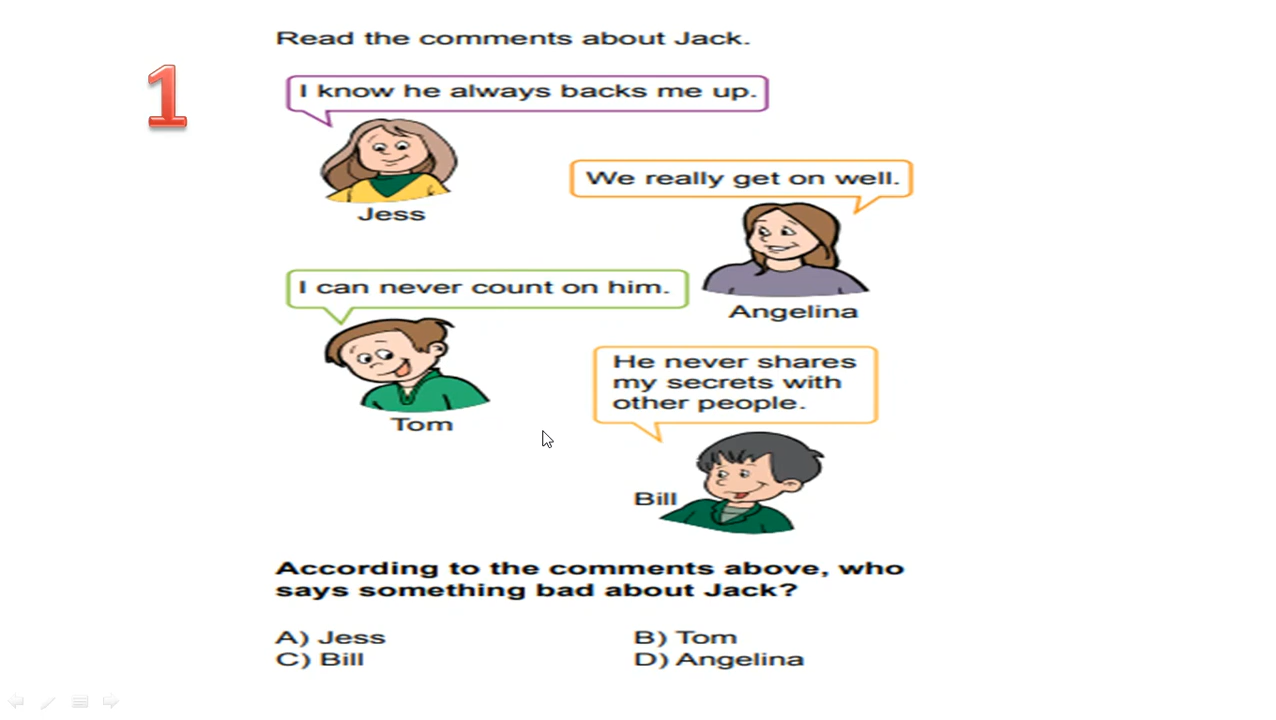 Read the comments about Jack.
1
I know he always backs me up.
Jess
We really get on well.
Angelina
I can never count on him.
Tom
He never shares
my secrets with
other people.
Bill
According to the comments above, who
says something bad about Jack?
A) Jess
B) Tom
C) Bill
D) Angelina